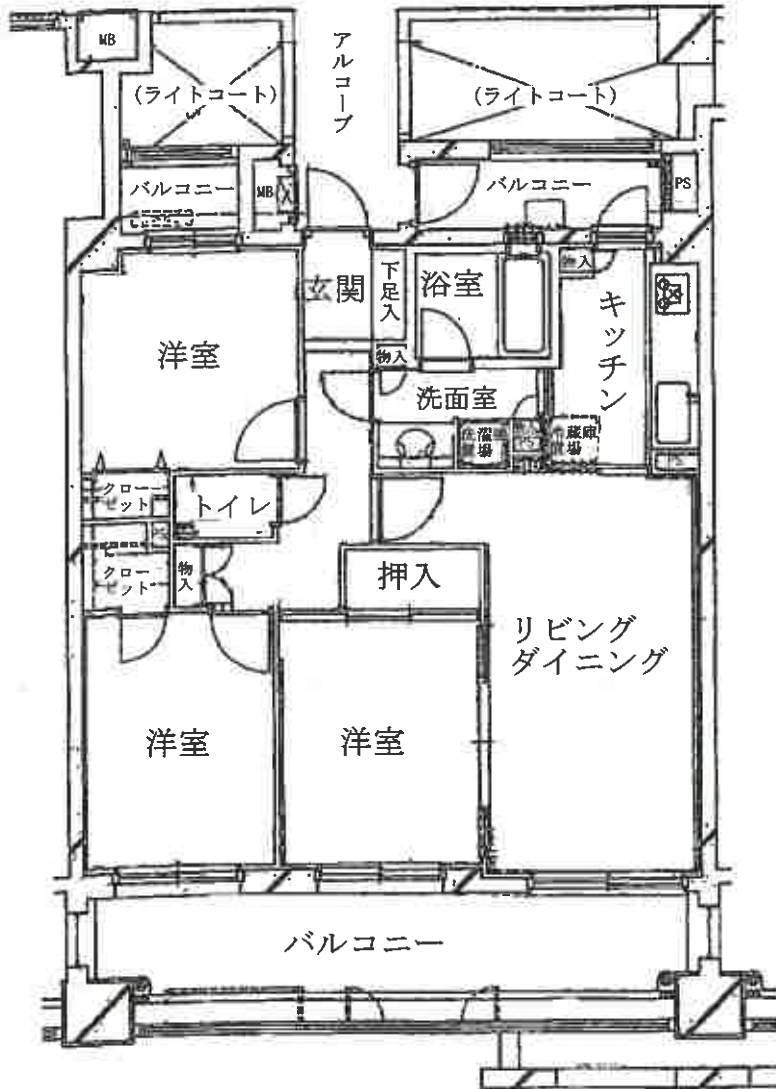 MB
(ライトコート)
アルコーブ
(ライトコート)
バルコニー
MB
バルコニー
PS
玄関
下足入
浴室
物入
キッチン
洋室
物入
洗面室
冷蔵庫
置場
PS
クロー
ゼット
トイレ
PS
クロー
ゼット
物入
押入
リビング
ダイニング
洋室
洋室
バルコニー